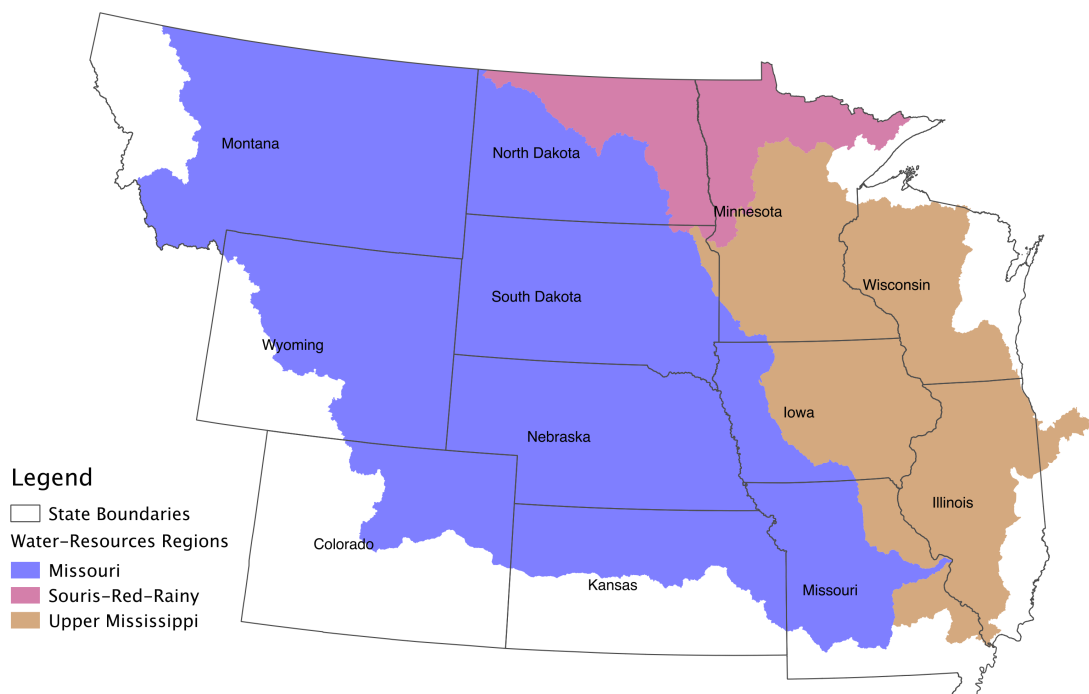 Montana
North Dakota
Minnesota
Wisconsin
South Dakota
Wyoming
Iowa
Nebraska
Illinois
Colorado
Kansas
Missouri
Legend
State Boundaries
Water-Resources Regions
Missouri
Souris-Red-Rainy
Upper Mississippi